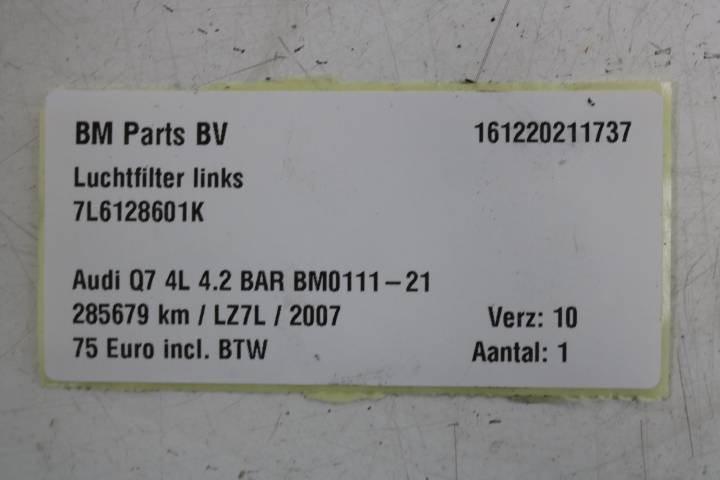 BM Parts BV 161220211737
Luchtfilter links
7L6128601K
Audi Q7 4L 4.2 BAR BM0111-21
285679 km / LZ7L / 2007 Verz: 10
75 Euro incl. BTW Aantal: 1